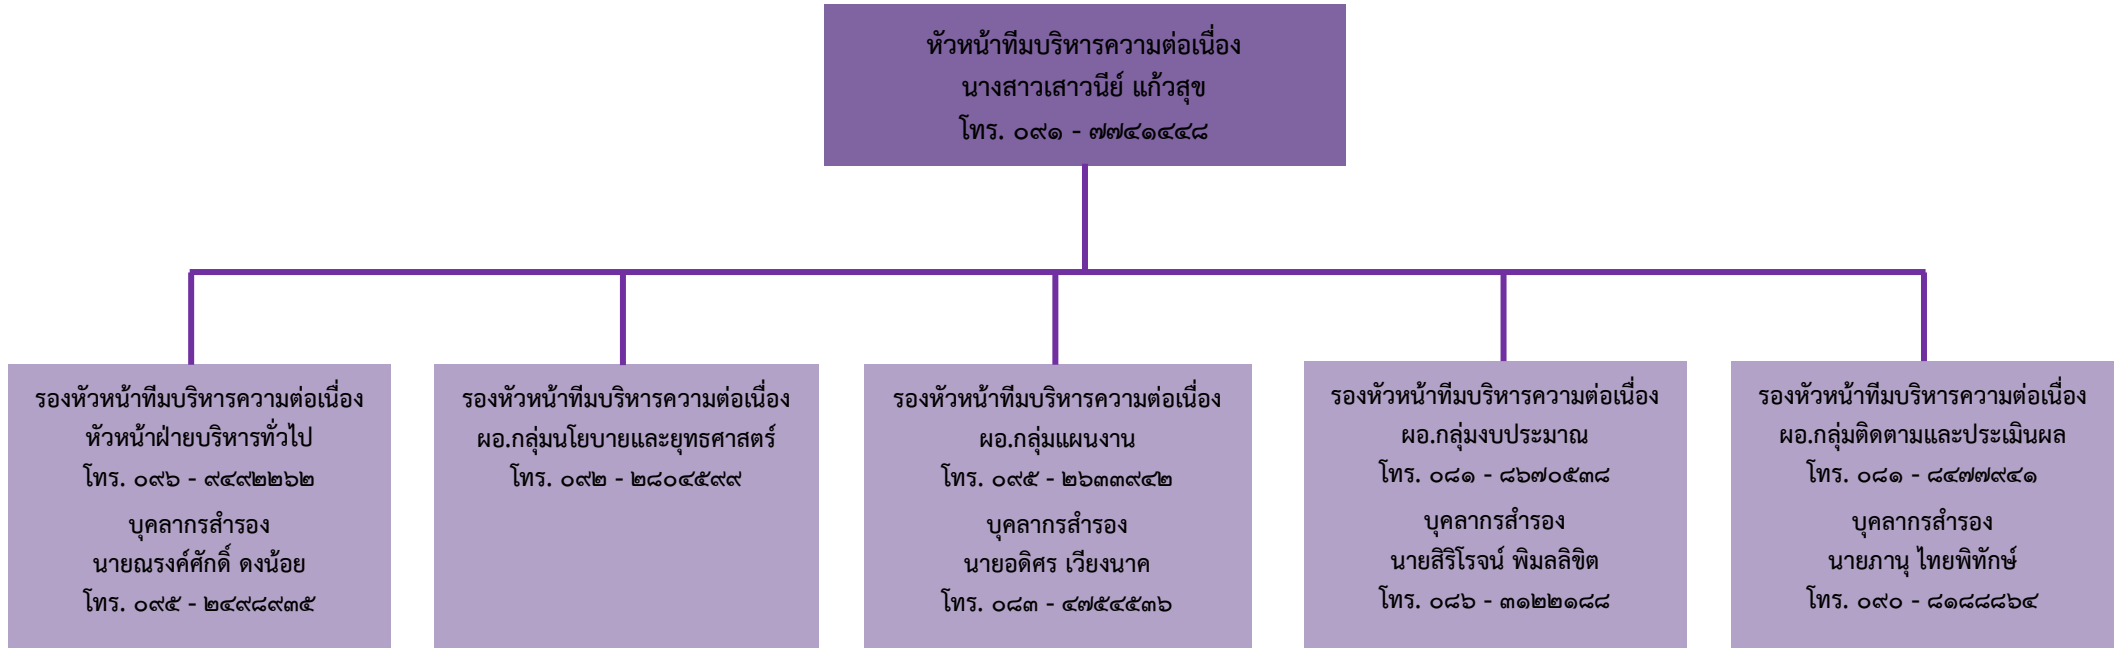 หัวหน้าทีมบริหารความต่อเนื่อง
นางสาวเสาวนีย์ แก้วสุข
โทร. ๐๙๑ - ๗๗๔๑๔๔๘
รองหัวหน้าทีมบริหารความต่อเนื่อง
หัวหน้าฝ่ายบริหารทั่วไป
โทร. ๐๙๖ - ๙๔๙๒๒๖๒
บุคลากรสำรอง
นายณรงค์ศักดิ์ ดงน้อย
โทร. ๐๙๕ - ๒๔๙๘๙๓๕
รองหัวหน้าทีมบริหารความต่อเนื่อง
ผอ.กลุ่มนโยบายและยุทธศาสตร์
โทร. ๐๙๒ - ๒๘๐๔๕๙๙
รองหัวหน้าทีมบริหารความต่อเนื่อง
ผอ.กลุ่มแผนงาน
โทร. ๐๙๕ - ๒๖๓๓๙๔๒
บุคลากรสำรอง
นายอดิศร เวียงนาค
โทร. ๐๘๓ - ๔๗๕๔๕๓๖
รองหัวหน้าทีมบริหารความต่อเนื่อง
ผอ.กลุ่มงบประมาณ
โทร. ๐๘๑ - ๘๖๗๐๕๓๘
บุคลากรสำรอง
นายสิริโรจน์ พิมลลิขิต
โทร. ๐๘๖ - ๓๑๒๒๑๘๘
รองหัวหน้าทีมบริหารความต่อเนื่อง
ผอ.กลุ่มติดตามและประเมินผล
โทร. ๐๘๑ - ๘๔๗๗๙๔๑
บุคลากรสำรอง
นายภานุ ไทยพิทักษ์
โทร. ๐๙๐ - ๘๑๘๘๘๖๔